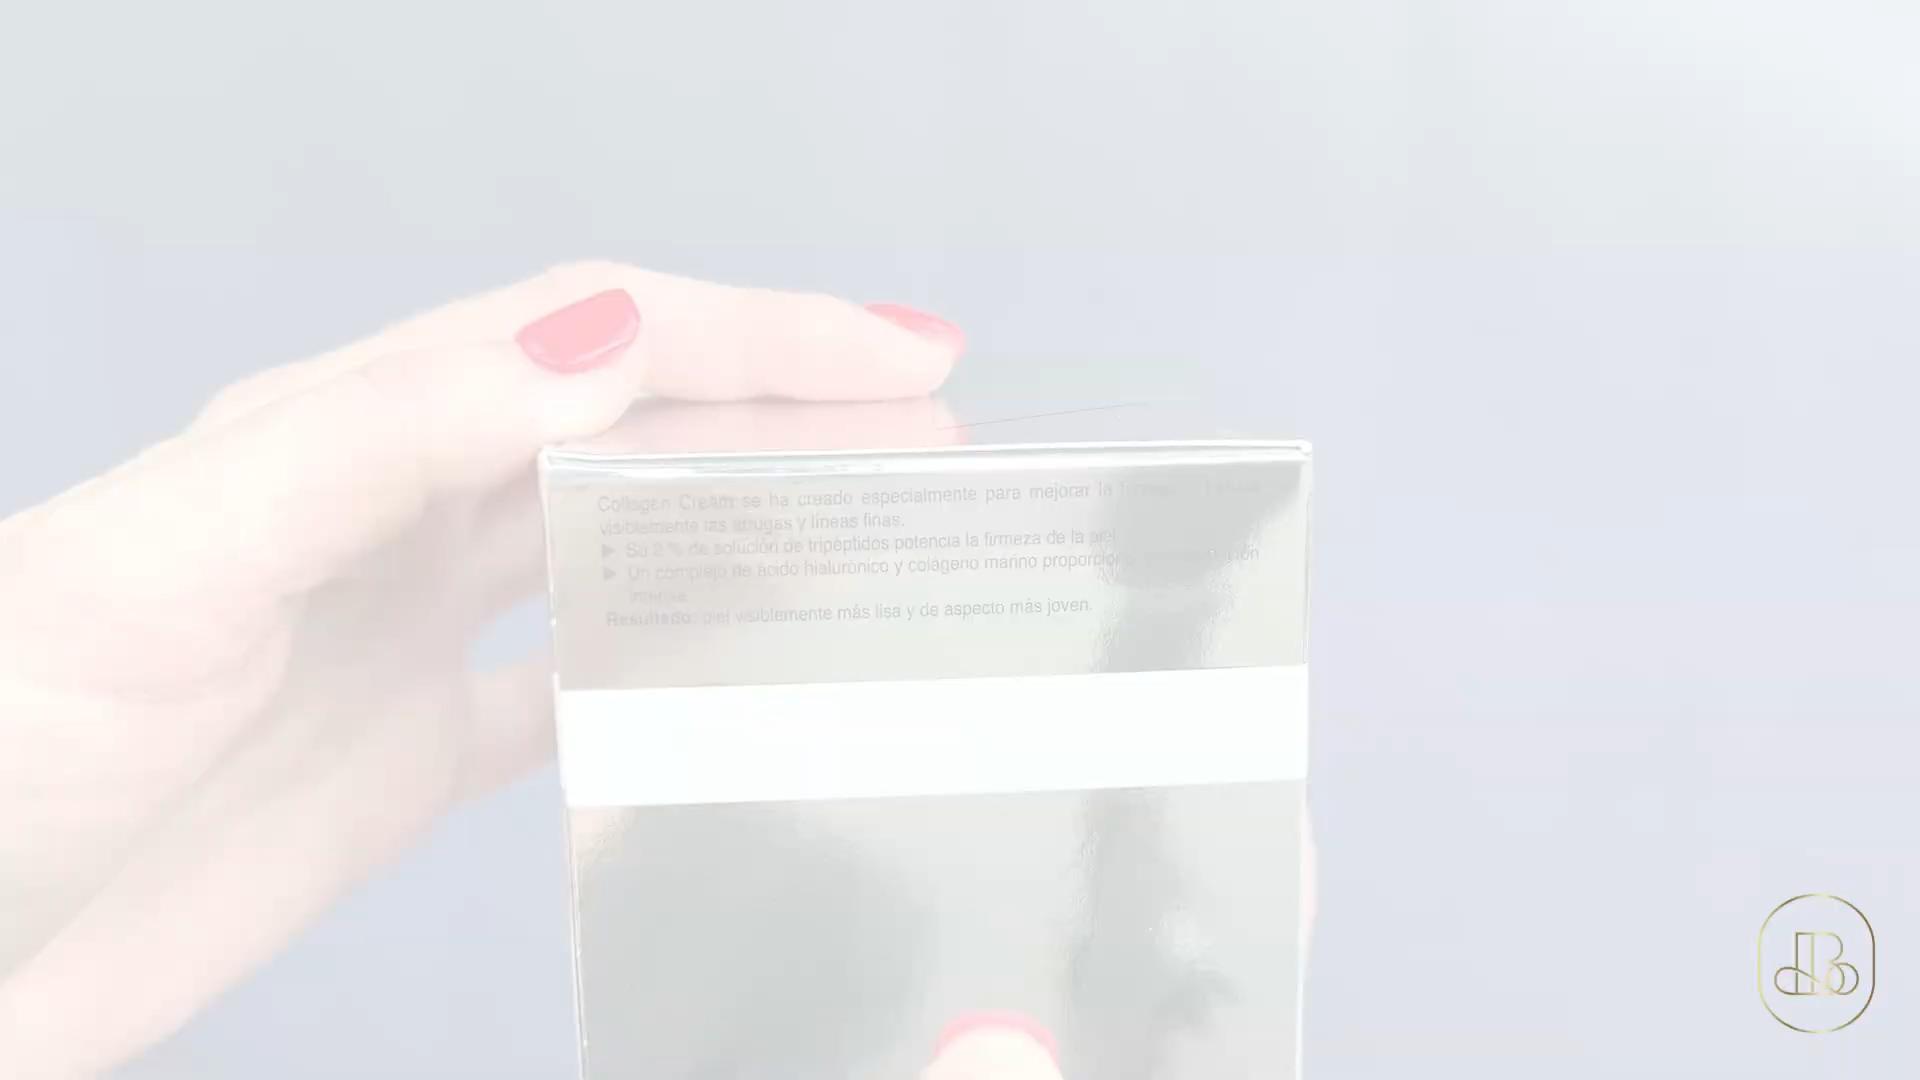 Collagen Cream se ha creado especialmente para mejorar la
visiblemente las arrugas y líneas finas.
▶ Su 2 % de solución de tripéptidos potencia la firmeza de la piel
▶ Un complejo de ácido hialurónico y colágeno marino
intensa.
Resultado: piel visiblemente más lisa y de aspecto más joven.